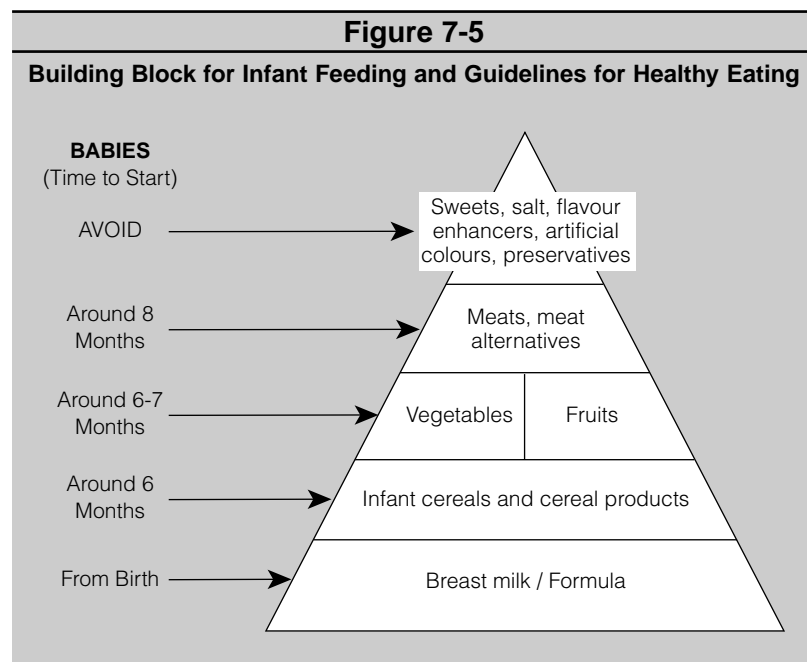 Figure 7-5
Building Block for Infant Feeding and Guidelines for Healthy Eating
BABIES
(Time to Start)
AVOID
Sweets, salt, flavour
enhancers, artificial
colours, preservatives
Around 8
Months
Meats, meat
alternatives
Around 6-7
Months
Vegetables
Fruits
Around 6
Months
Infant cereals and cereal products
From Birth
Breast milk / Formula